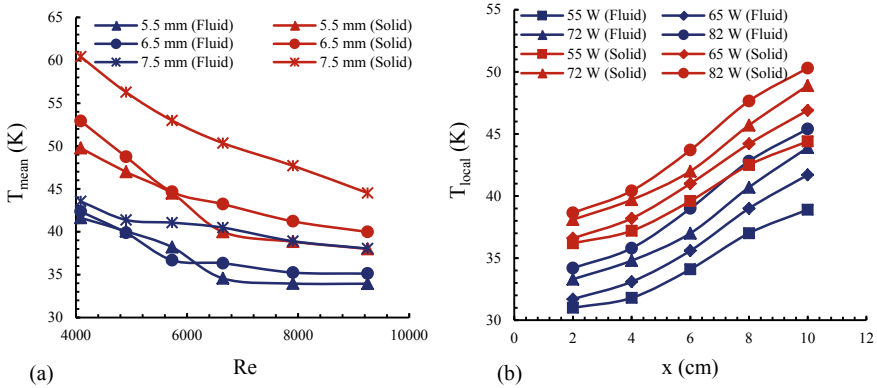 65
60
55
50
45
40
35
30
T_mean (K)
5.5 mm (Fluid)
5.5 mm (Solid)
6.5 mm (Fluid)
6.5 mm (Solid)
7.5 mm (Fluid)
7.5 mm (Solid)
4000
6000
8000
10000
Re
(a)
55
50
45
40
35
30
T_local (K)
55 W (Fluid)
65 W (Fluid)
72 W (Fluid)
82 W (Fluid)
55 W (Solid)
65 W (Solid)
72 W (Solid)
82 W (Solid)
0
2
4
6
8
10
12
x (cm)
(b)